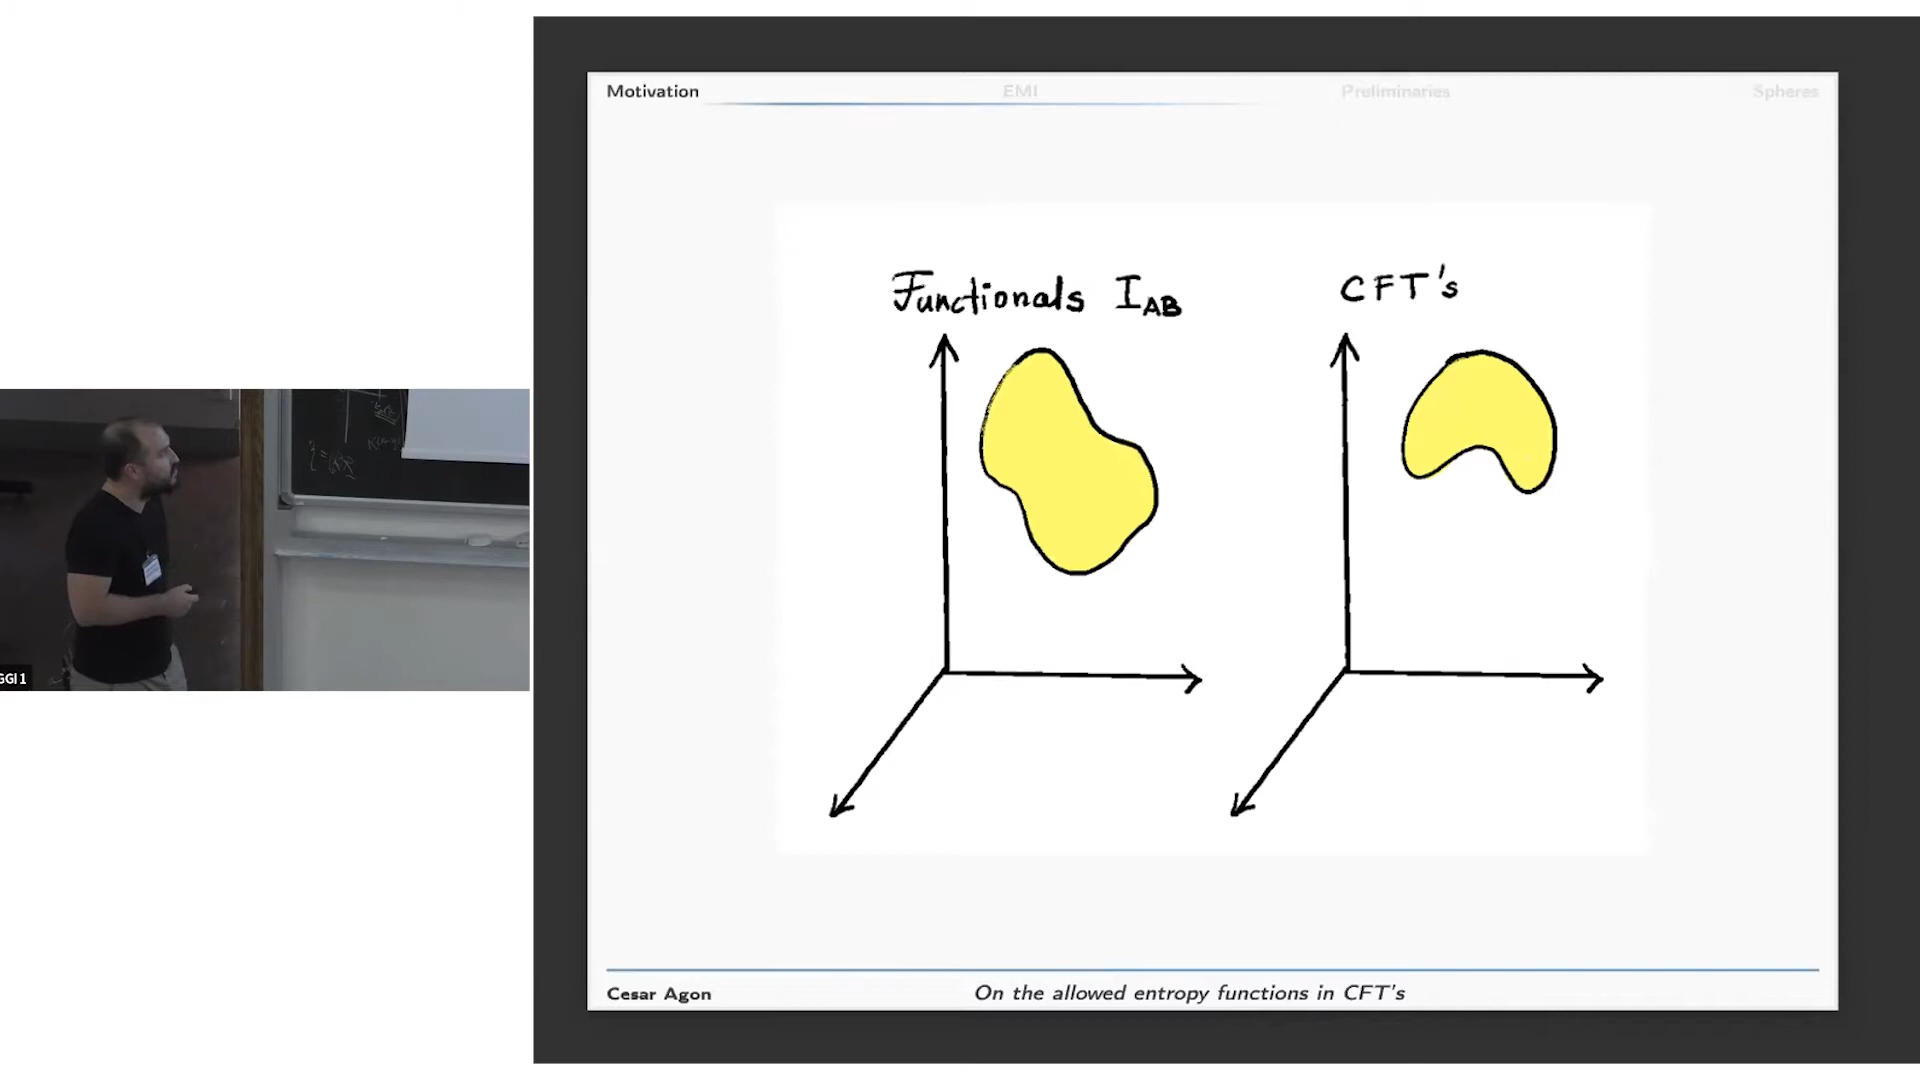 Motivation EMI Preliminaries Spheres
Functionals I_AB CFT's
GGI 1
Cesar Agon On the allowed entropy functions in CFT's